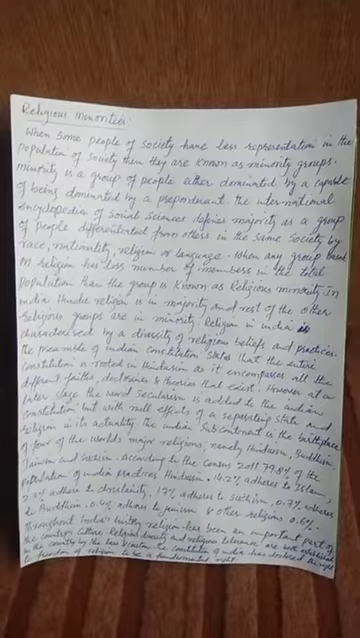 Religious Minorities:
When some people of society have less representation in the
population of society then they are known as minority groups.
Minority is a group of people either dominated by a capable
of being dominated by a preponduant. the international
encyclopedia of social sciences defines majority as a group
of people differentiated from others in the same society by
race, nationality, religion or language. When any group based
on religion has less number of members in the total
population then the group is known as Religious minority in
india Hindu religion is in majority and rest of the other
Religious groups are in minority. Religion in india is
characterised by a diversity of religious beliefs and practices.
the preamble of indian constitution states that the entire
constitution is rooted in Hinduism as it encompasses all the
different faiths, & theories that exist. However at a
later stage the word secularism is added to the indian
constitution but with null effects of a separating state and
religion in its actuality. the indian subcontinent is the birthplace
of four of the worlds major religions; namely Hinduism, Buddhism
Jainism and Sikhism. According to the census 2011 79.8% of the
population of india practices Hinduism. 14.2% adheres to Islam,
2.3% adhere to christianity, 1.7% adheres to sikhism, 0.7% adheres
to Buddhism, 0.4% adhere to jainism & other religions 0.6%.
throughout India's history religion has been an important part of
the country's culture Religious diversity and religious tolerance are both established
in the country by the law & custom. the constitution of india has declared the right
to freedom of religion to be a fundamental right.